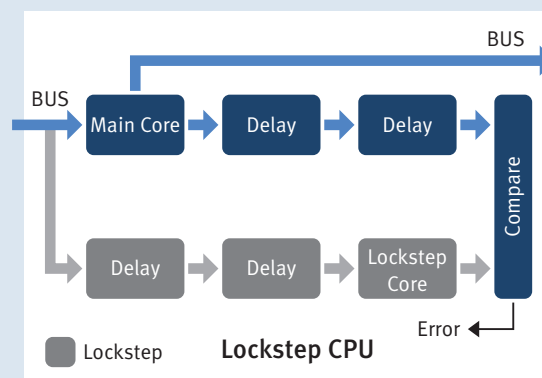 BUS
BUS
Main Core
Delay
Delay
Compare
Delay
Delay
Lockstep
Core
Error
Lockstep
Lockstep CPU